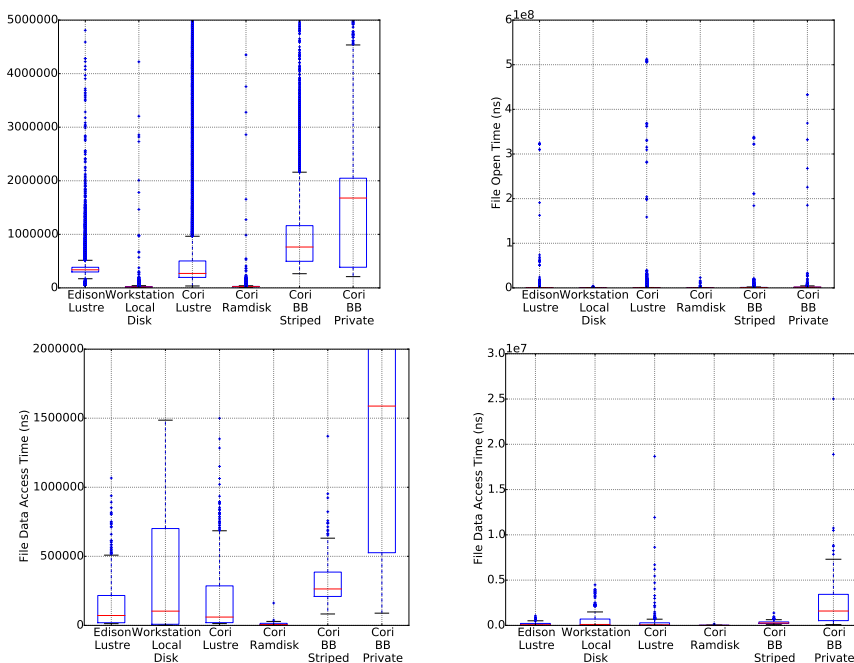 5000000
4000000
3000000
2000000
1000000
0
Edison Lustre
Workstation Local Disk
Cori Lustre
Cori Ramdisk
Cori BB Striped
Cori BB Private
1e8
6
5
4
3
2
1
0
File Open Time (ns)
Edison Lustre
Workstation Local Disk
Cori Lustre
Cori Ramdisk
Cori BB Striped
Cori BB Private
2000000
1500000
1000000
500000
0
File Data Access Time (ns)
Edison Lustre
Workstation Local Disk
Cori Lustre
Cori Ramdisk
Cori BB Striped
Cori BB Private
1e7
3.0
2.5
2.0
1.5
1.0
0.5
0.0
File Data Access Time (ns)
Edison Lustre
Workstation Local Disk
Cori Lustre
Cori Ramdisk
Cori BB Striped
Cori BB Private